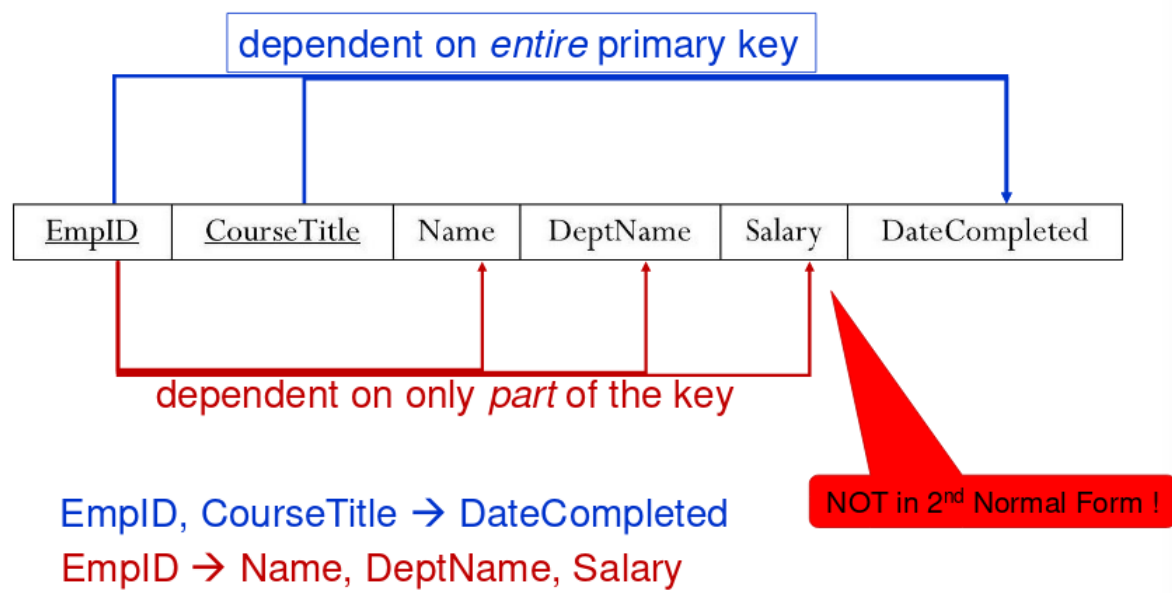 dependent on entire primary key
EmpID CourseTitle Name DeptName Salary DateCompleted
dependent on only part of the key
NOT in 2nd Normal Form !
EmpID, CourseTitle → DateCompleted
EmpID → Name, DeptName, Salary